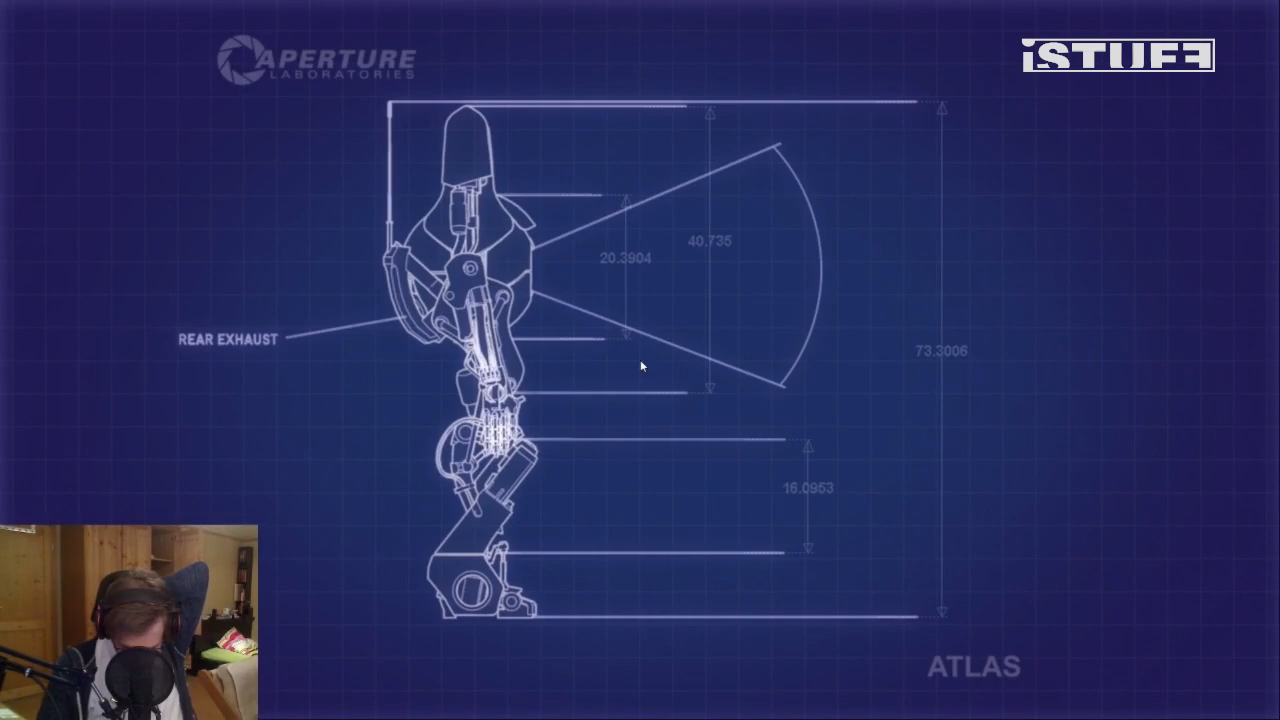 APERTURE
LABORATORIES
iSTUFF
40.735
20.3904
REAR EXHAUST
73.3006
16.0953
ATLAS